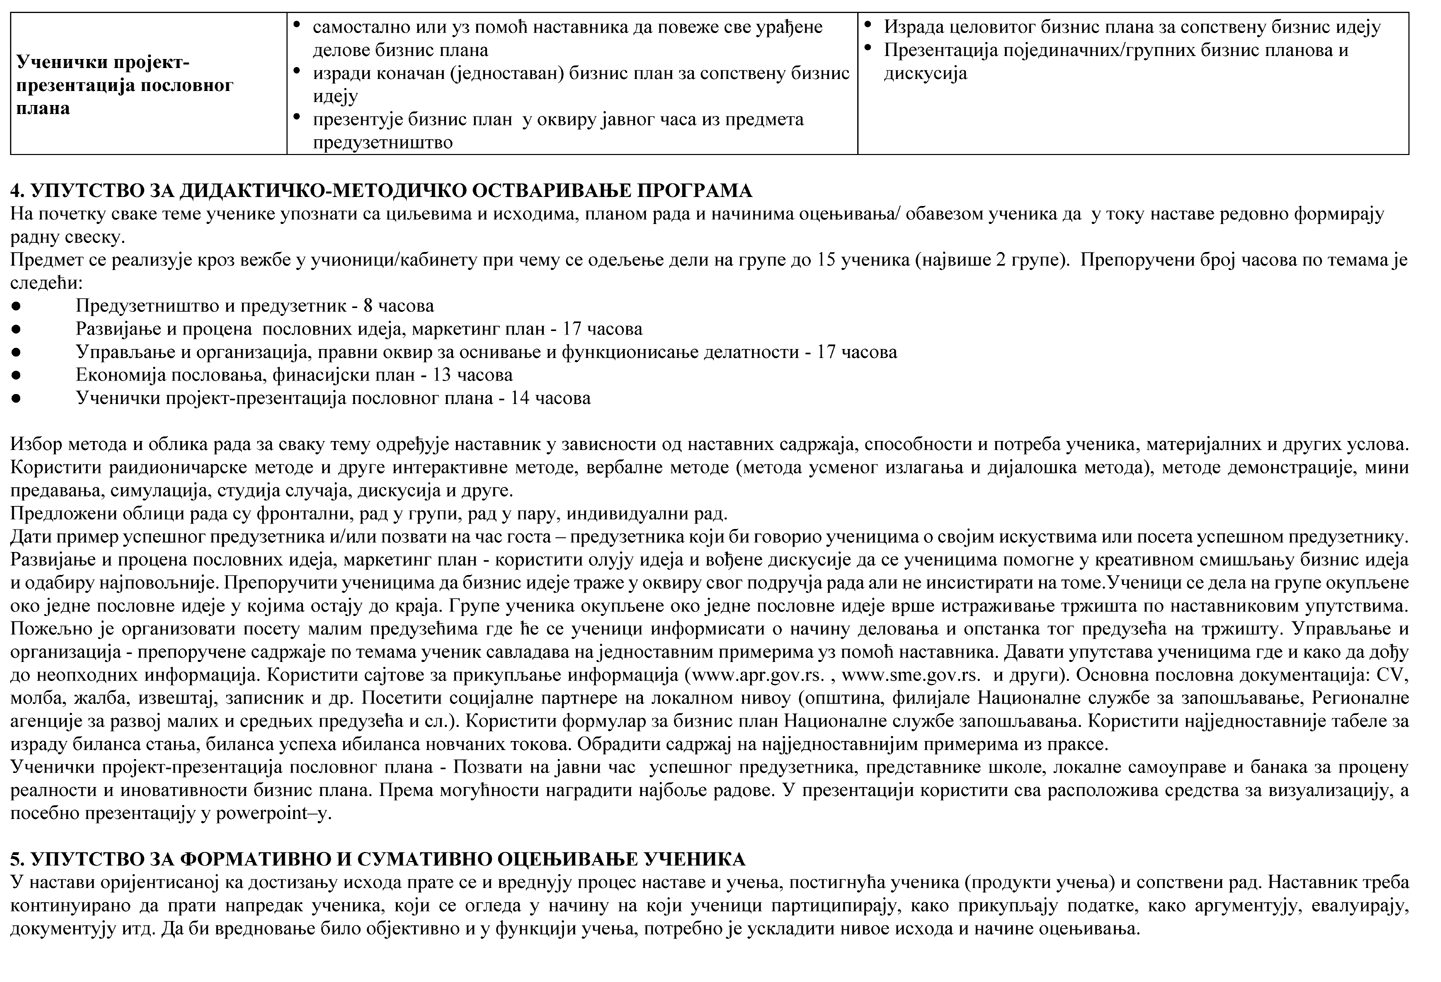 Ученички пројект-
презентација пословног
плана
• самостално или уз помоћ наставника да повеже све урађене
делове бизнис плана
• изради коначан (једноставан) бизнис план за сопствену бизнис
идеју
• презентује бизнис план  у оквиру јавног часа из предмета
предузетништво
• Израда целовитог бизнис плана за сопствену бизнис идеју
• Презентација појединачних/групних бизнис планова и
дискусија
4. УПУТСТВО ЗА ДИДАКТИЧКО-МЕТОДИЧКО ОСТВАРИВАЊЕ ПРОГРАМА
На почетку сваке теме ученике упознати са циљевима и исходима, планом рада и начинима оцењивања/ обавезом ученика да  у току наставе редовно формирају
радну свеску.
Предмет се реализује кроз вежбе у учионици/кабинету при чему се одељење дели на групе до 15 ученика (највише 2 групе).  Препоручени број часова по темама је
следећи:
● Предузетништво и предузетник - 8 часова
● Развијање и процена  пословних идеја, маркетинг план - 17 часова
● Управљање и организација, правни оквир за оснивање и функционисање делатности - 17 часова
● Економија пословања, финасијски план - 13 часова
● Ученички пројект-презентација пословног плана - 14 часова
Избор метода и облика рада за сваку тему одређује наставник у зависности од наставних садржаја, способности и потреба ученика, материјалних и других услова.
Користити раидионичарске методе и друге интерактивне методе, вербалне методе (метода усменог излагања и дијалошка метода), методе демонстрације, мини
предавања, симулација, студија случаја, дискусија и друге.
Предложени облици рада су фронтални, рад у групи, рад у пару, индивидуални рад.
Дати пример успешног предузетника и/или позвати на час госта – предузетника који би говорио ученицима о својим искуствима или посета успешном предузетнику.
Развијање и процена пословних идеја, маркетинг план - користити олују идеја и вођене дискусије да се ученицима помогне у креативном смишљању бизнис идеја
и одабиру најповољније. Препоручити ученицима да бизнис идеје траже у оквиру свог подручја рада али не инсистирати на томе.Ученици се дела на групе окупљене
око једне пословне идеје у којима остају до краја. Групе ученика окупљене око једне пословне идеје врше истраживање тржишта по наставниковим упутствима.
Пожељно је организовати посету малим предузећима где ће се ученици информисати о начину деловања и опстанка тог предузећа на тржишту. Управљање и
организација - препоручене садржаје по темама ученик савладава на једноставним примерима уз помоћ наставника. Давати упутстава ученицима где и како да дођу
до неопходних информација. Користити сајтове за прикупљање информација (www.apr.gov.rs. , www.sme.gov.rs.  и други). Основна пословна документација: CV,
молба, жалба, извештај, записник и др. Посетити социјалне партнере на локалном нивоу (општина, филијале Националне службе за запошљавање, Регионалне
агенције за развој малих и средњих предузећа и сл.). Користити формулар за бизнис план Националне службе запошљавања. Користити најједноставније табеле за
израду биланса стања, биланса успеха ибиланса новчаних токова. Обрадити садржај на најједноставнијим примерима из праксе.
Ученички пројект-презентација пословног плана - Позвати на јавни час  успешног предузетника, представнике школе, локалне самоуправе и банака за процену
реалности и иновативности бизнис плана. Према могућности наградити најбоље радове. У презентацији користити сва расположива средства за визуализацију, а
посебно презентацију у powerpoint–у.
5. УПУТСТВО ЗА ФОРМАТИВНО И СУМАТИВНО ОЦЕЊИВАЊЕ УЧЕНИКА
У настави оријентисаној ка достизању исхода прате се и вреднују процес наставе и учења, постигнућа ученика (продукти учења) и сопствени рад. Наставник треба
континуирано да прати напредак ученика, који се огледа у начину на који ученици партиципирају, како прикупљају податке, како аргументују, евалуирају,
документују итд. Да би вредновање било објективно и у функцији учења, потребно је ускладити нивое исхода и начине оцењивања.